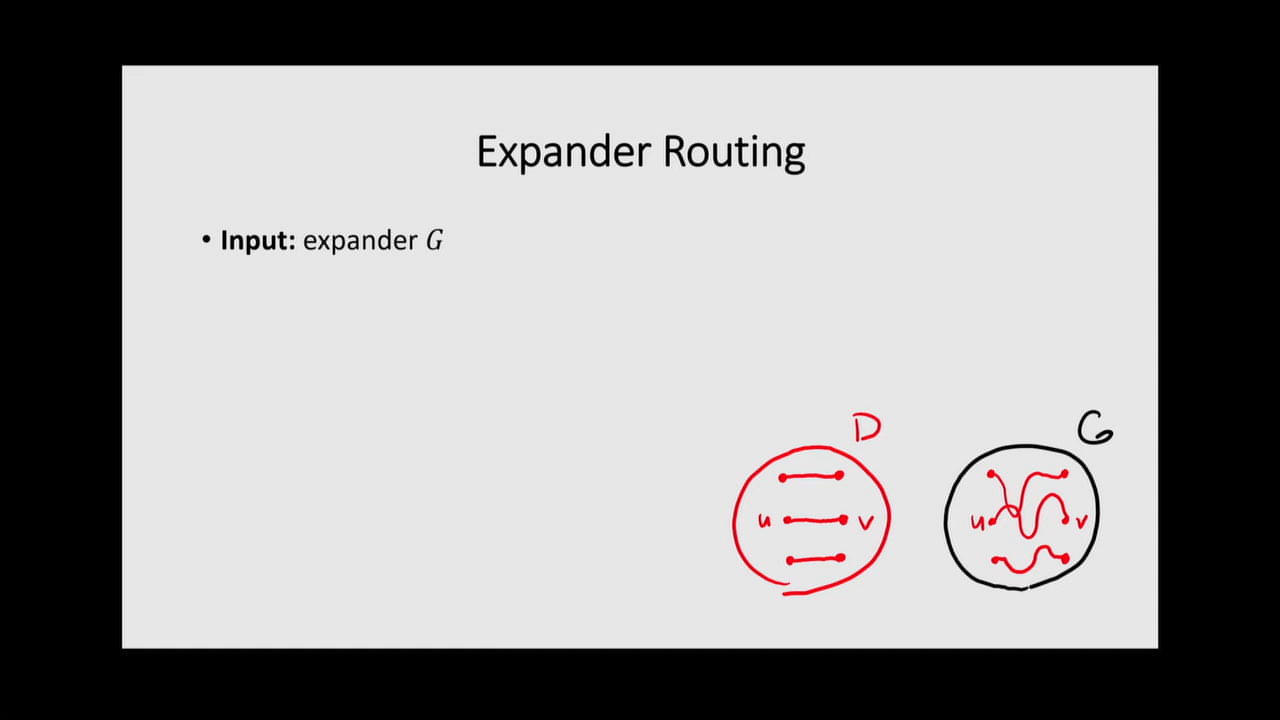 Expander Routing
• Input: expander G
D
G
u v
u v